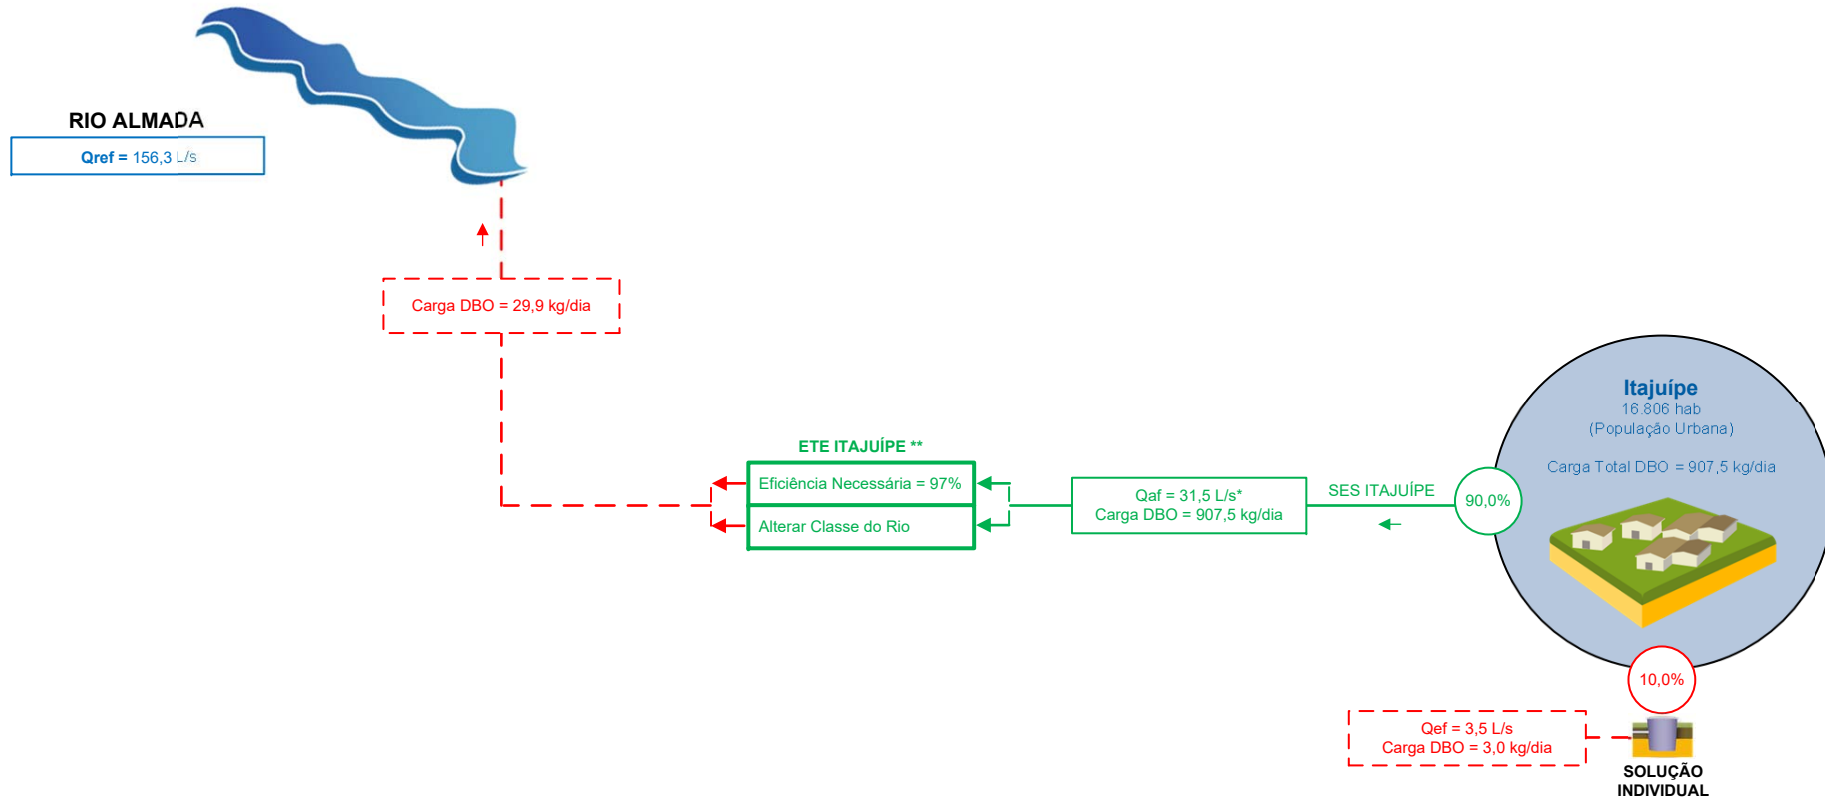 RIO ALMADA
Qref = 156,3 L/s
Carga DBO = 29,9 kg/dia
ETE ITAJUÍPE **
Eficiência Necessária = 97%
Alterar Classe do Rio
Qaf = 31,5 L/s*
Carga DBO = 907,5 kg/dia
SES ITAJUÍPE
90,0%
Itajuípe
16.806 hab
(População Urbana)
Carga Total DBO = 907,5 kg/dia
10,0%
Qef = 3,5 L/s
Carga DBO = 3,0 kg/dia
SOLUÇÃO
INDIVIDUAL